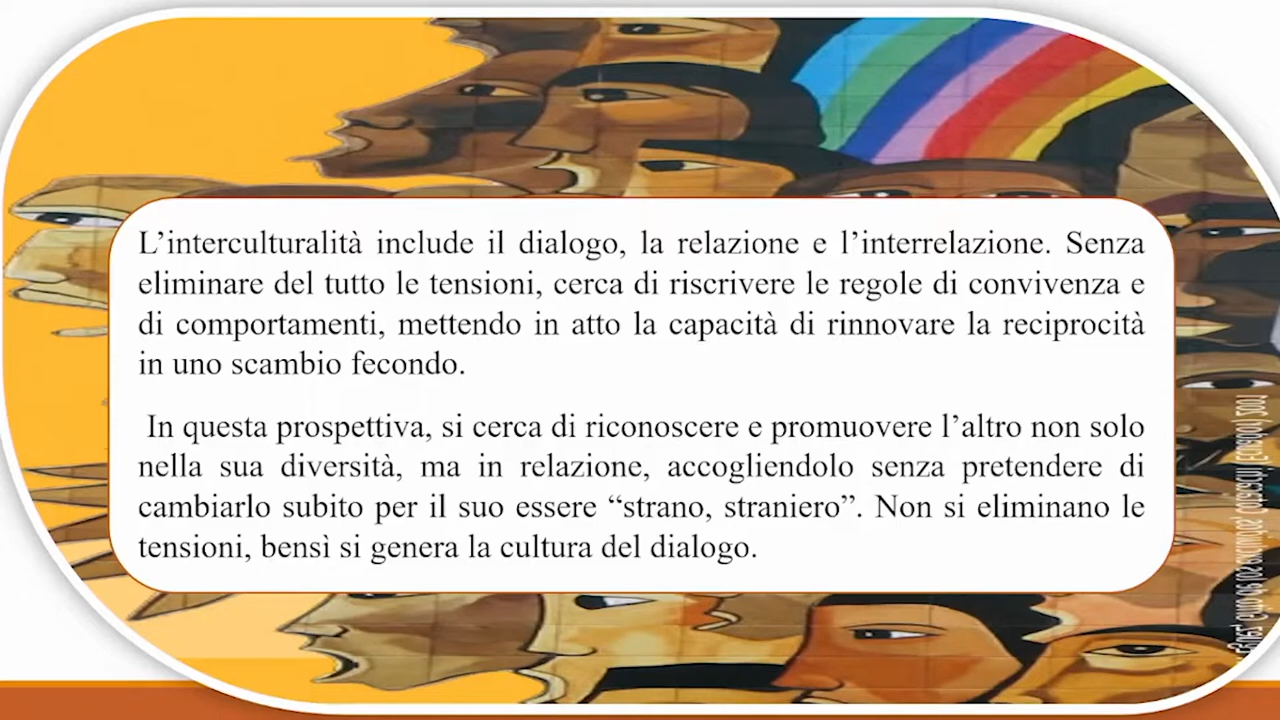 L’interculturalità include il dialogo, la relazione e l’interrelazione. Senza
eliminare del tutto le tensioni, cerca di riscrivere le regole di convivenza e
di comportamenti, mettendo in atto la capacità di rinnovare la reciprocità
in uno scambio fecondo.
In questa prospettiva, si cerca di riconoscere e promuovere l’altro non solo
nella sua diversità, ma in relazione, accogliendolo senza pretendere di
cambiarlo subito per il suo essere “strano, straniero”. Non si eliminano le
tensioni, bensì si genera la cultura del dialogo.